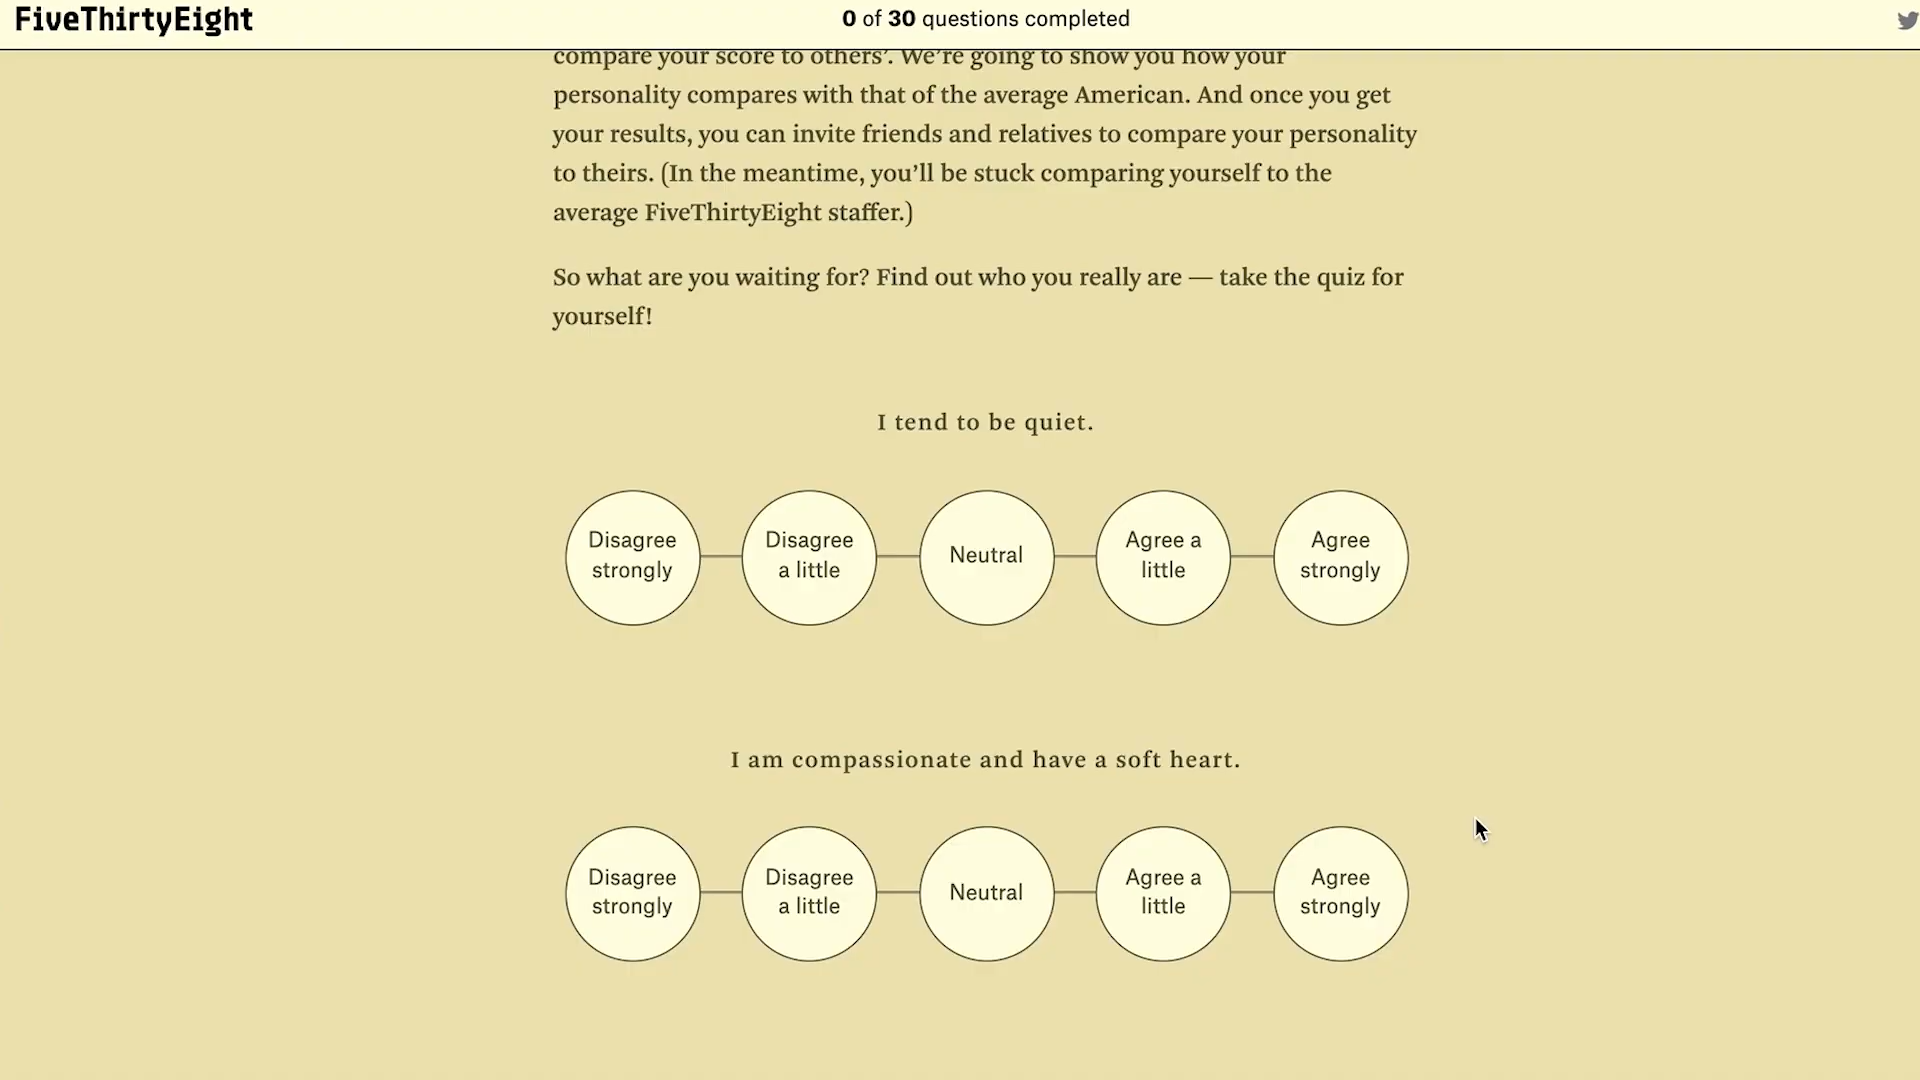 FiveThirtyEight
0 of 30 questions completed
compare your score to others’. We’re going to show you how your
personality compares with that of the average American. And once you get
your results, you can invite friends and relatives to compare your personality
to theirs. (In the meantime, you’ll be stuck comparing yourself to the
average FiveThirtyEight staffer.)
So what are you waiting for? Find out who you really are — take the quiz for
yourself!
I tend to be quiet.
Disagree
strongly
Disagree
a little
Neutral
Agree a
little
Agree
strongly
I am compassionate and have a soft heart.
Disagree
strongly
Disagree
a little
Neutral
Agree a
little
Agree
strongly